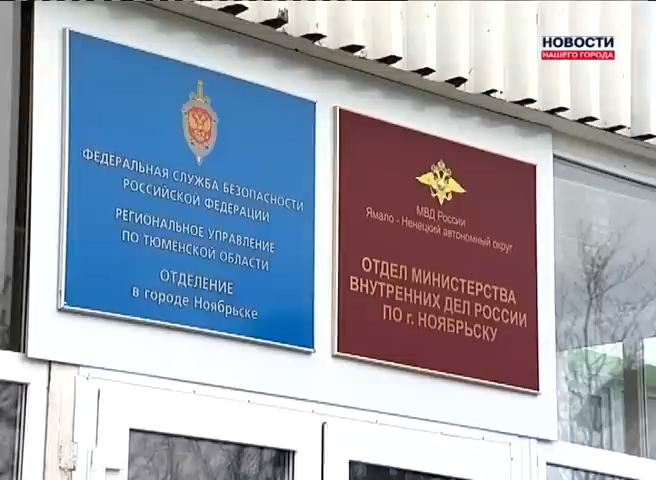 НОВОСТИ
НАШЕГО ГОРОДА
ФЕДЕРАЛЬНАЯ СЛУЖБА БЕЗОПАСНОСТИ
РОССИЙСКОЙ ФЕДЕРАЦИИ
РЕГИОНАЛЬНОЕ УПРАВЛЕНИЕ
ПО ТЮМЕНСКОЙ ОБЛАСТИ
ОТДЕЛЕНИЕ
в городе Ноябрьске
МВД России
Ямало - Ненецкий автономный округ
ОТДЕЛ МИНИСТЕРСТВА
ВНУТРЕННИХ ДЕЛ РОССИИ
ПО г. НОЯБРЬСКУ